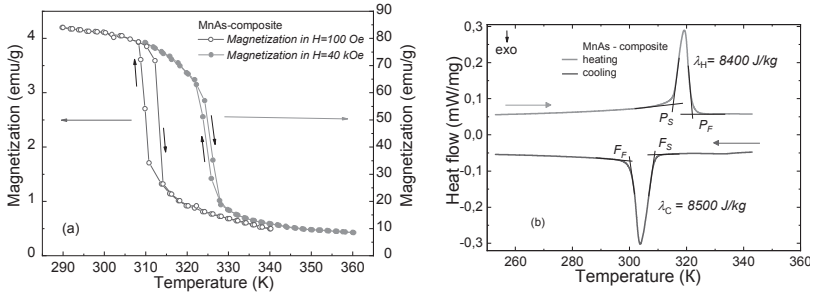 MnAs-composite
Magnetization in H=100 Oe
Magnetization in H=40 kOe
Magnetization (emu/g)
5
4
3
2
1
0
90
80
70
60
50
40
30
20
10
0
Magnetization (emu/g)
(a)
290 300 310 320 330 340 350 360
Temperature (K)
(b)
exo
MnAs - composite
heating
cooling
λH= 8400 J/kg
PS
PF
FF
FS
λC = 8500 J/kg
(b)
Heat flow (mW/mg)
0,3
0,2
0,1
0,0
-0,1
-0,2
-0,3
260 280 300 320 340 360
Temperature (K)